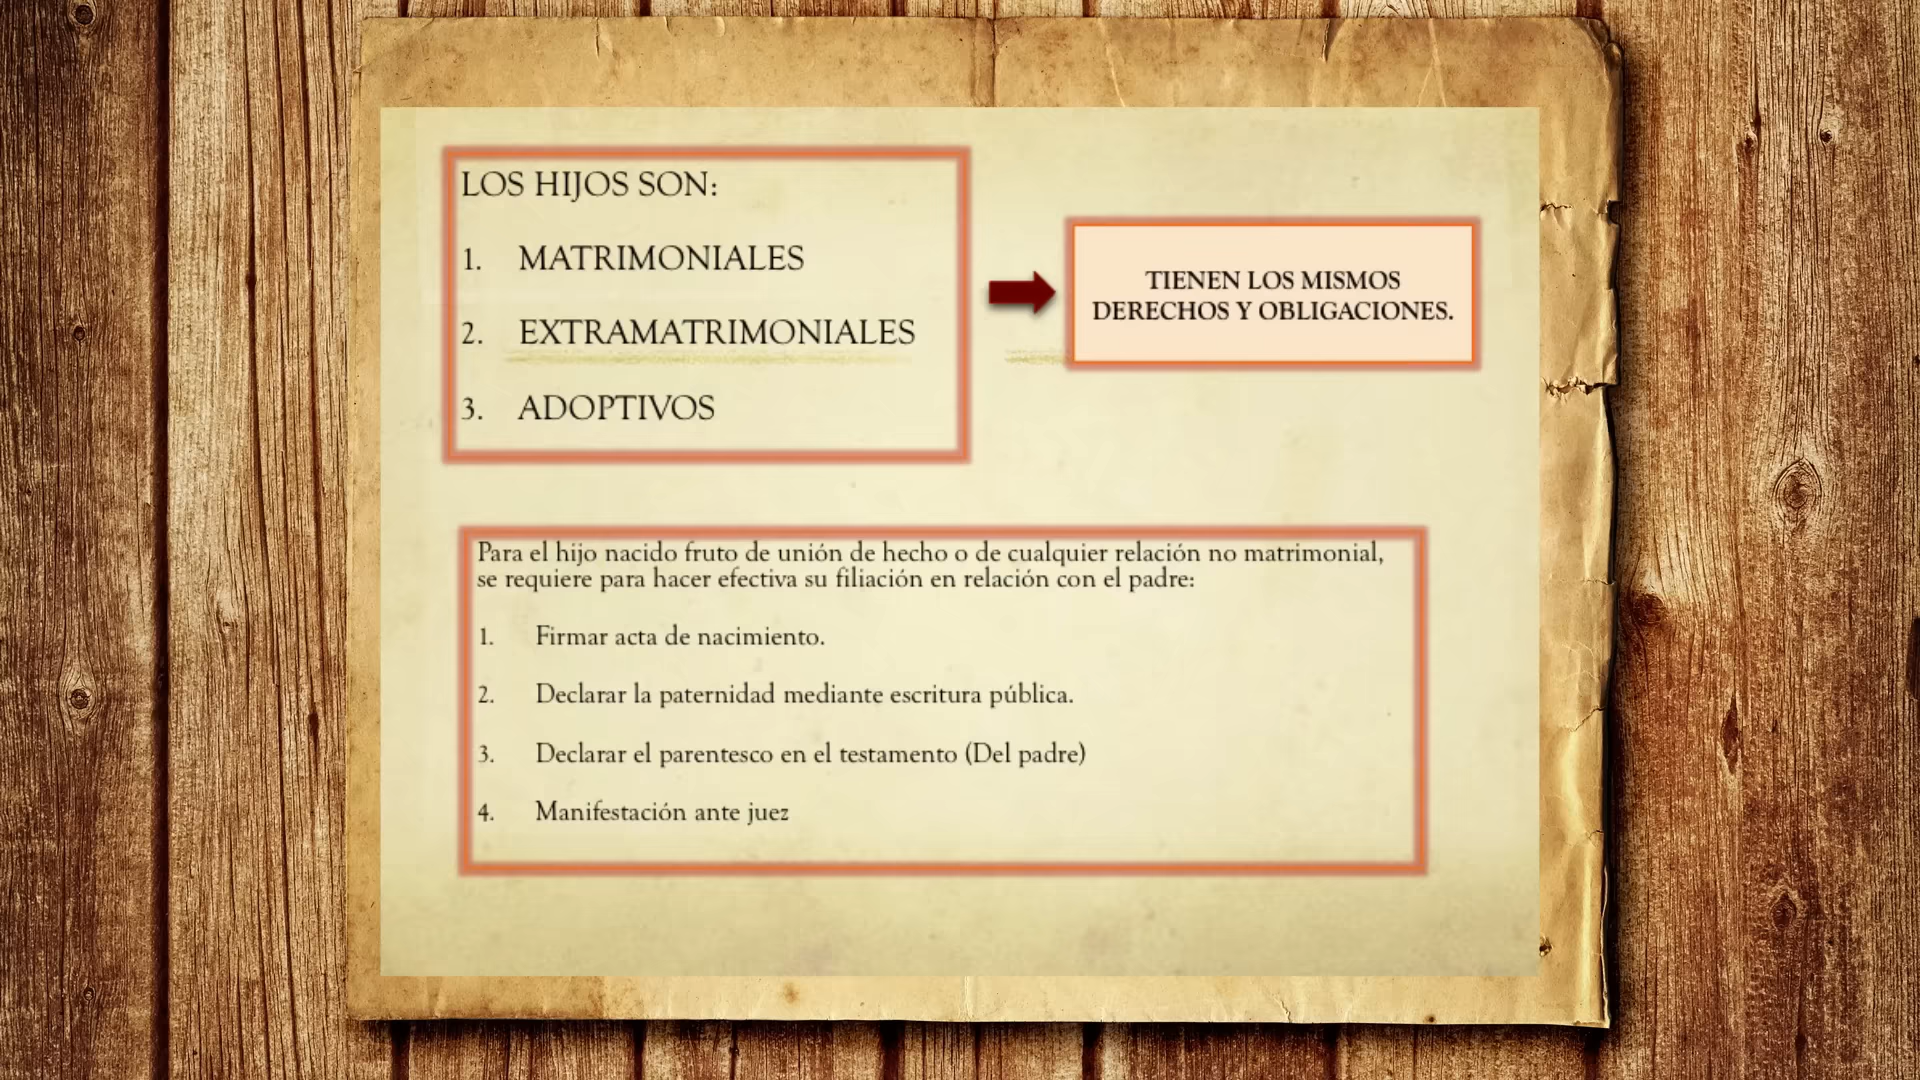 LOS HIJOS SON:
1. MATRIMONIALES
2. EXTRAMATRIMONIALES
3. ADOPTIVOS
TIENEN LOS MISMOS
DERECHOS Y OBLIGACIONES.
Para el hijo nacido fruto de unión de hecho o de cualquier relación no matrimonial,
se requiere para hacer efectiva su filiación en relación con el padre:
1. Firmar acta de nacimiento.
2. Declarar la paternidad mediante escritura pública.
3. Declarar el parentesco en el testamento (Del padre)
4. Manifestación ante juez